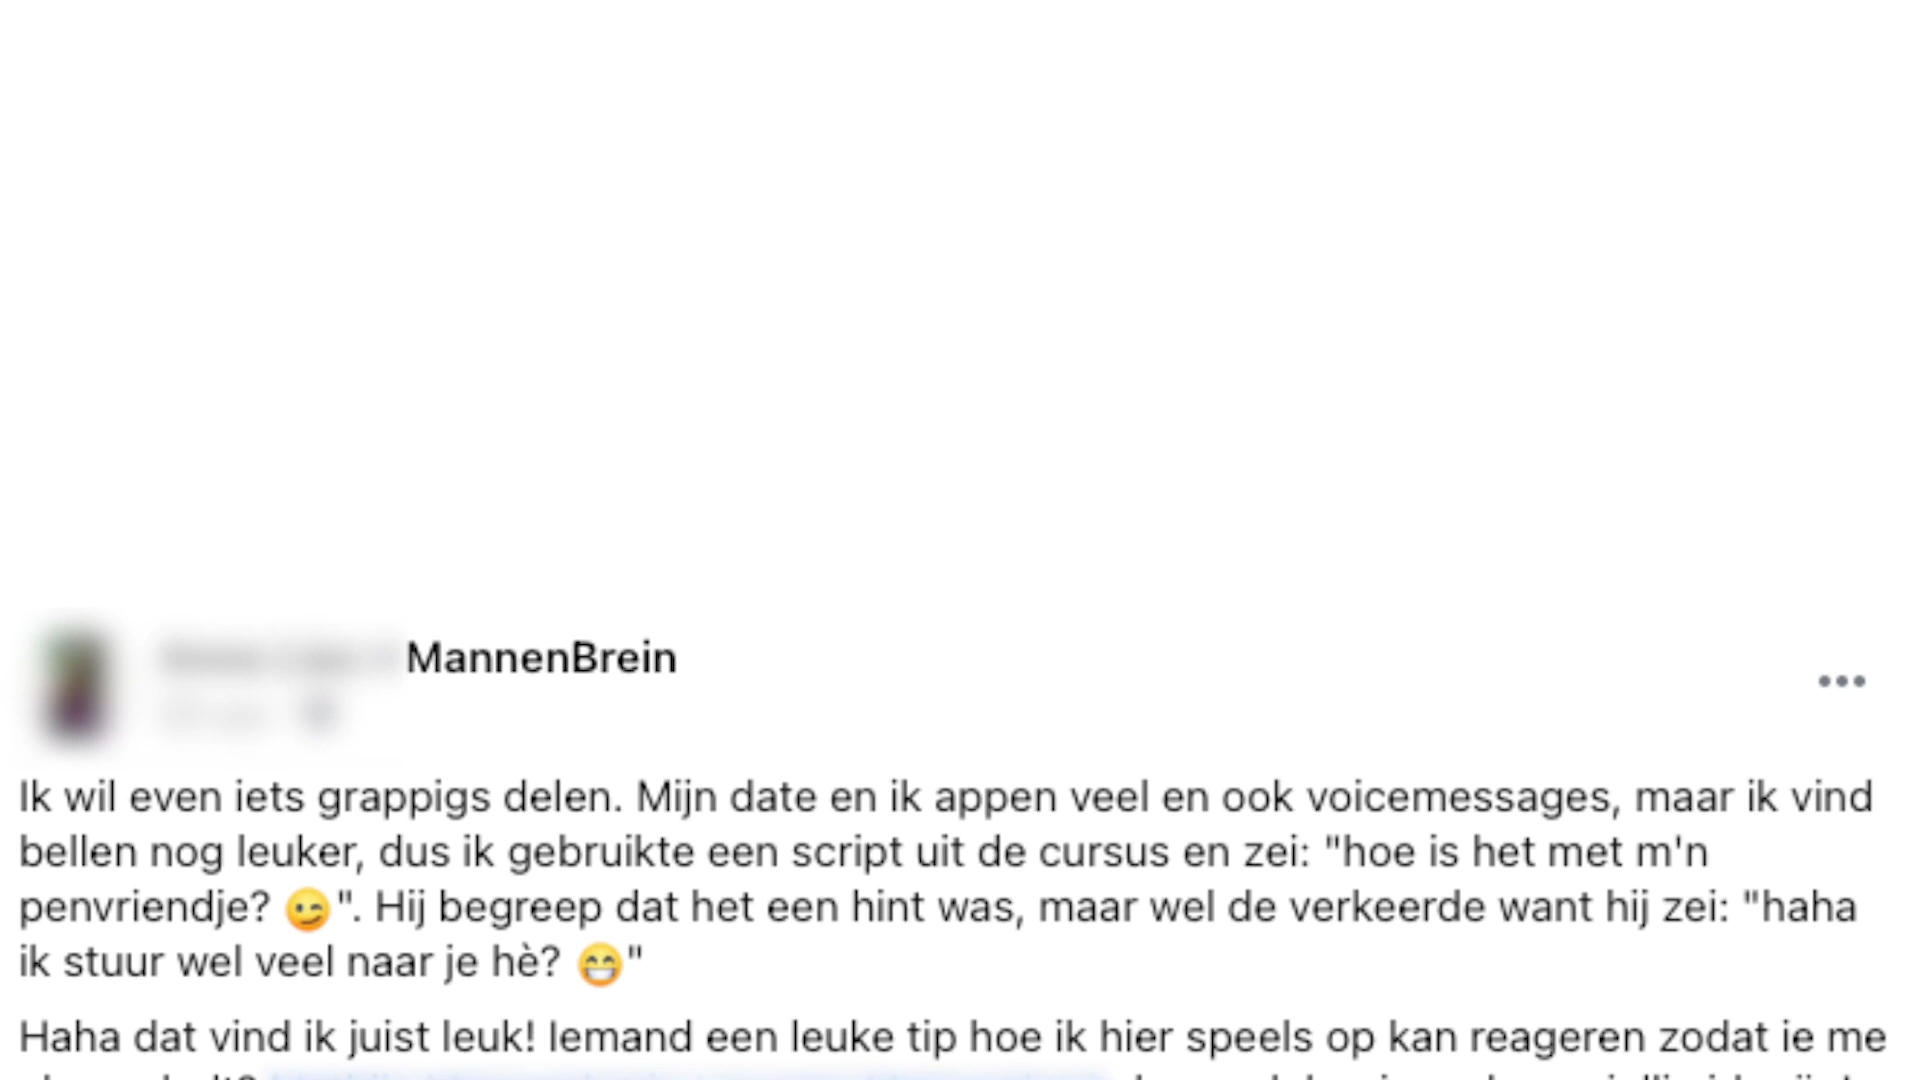 MannenBrein
Ik wil even iets grappigs delen. Mijn date en ik appen veel en ook voicemessages, maar ik vind
bellen nog leuker, dus ik gebruikte een script uit de cursus en zei: "hoe is het met m'n
penvriendje? 😉". Hij begreep dat het een hint was, maar wel de verkeerde want hij zei: "haha
ik stuur wel veel naar je hè? 😁"
Haha dat vind ik juist leuk! Iemand een leuke tip hoe ik hier speels op kan reageren zodat ie me